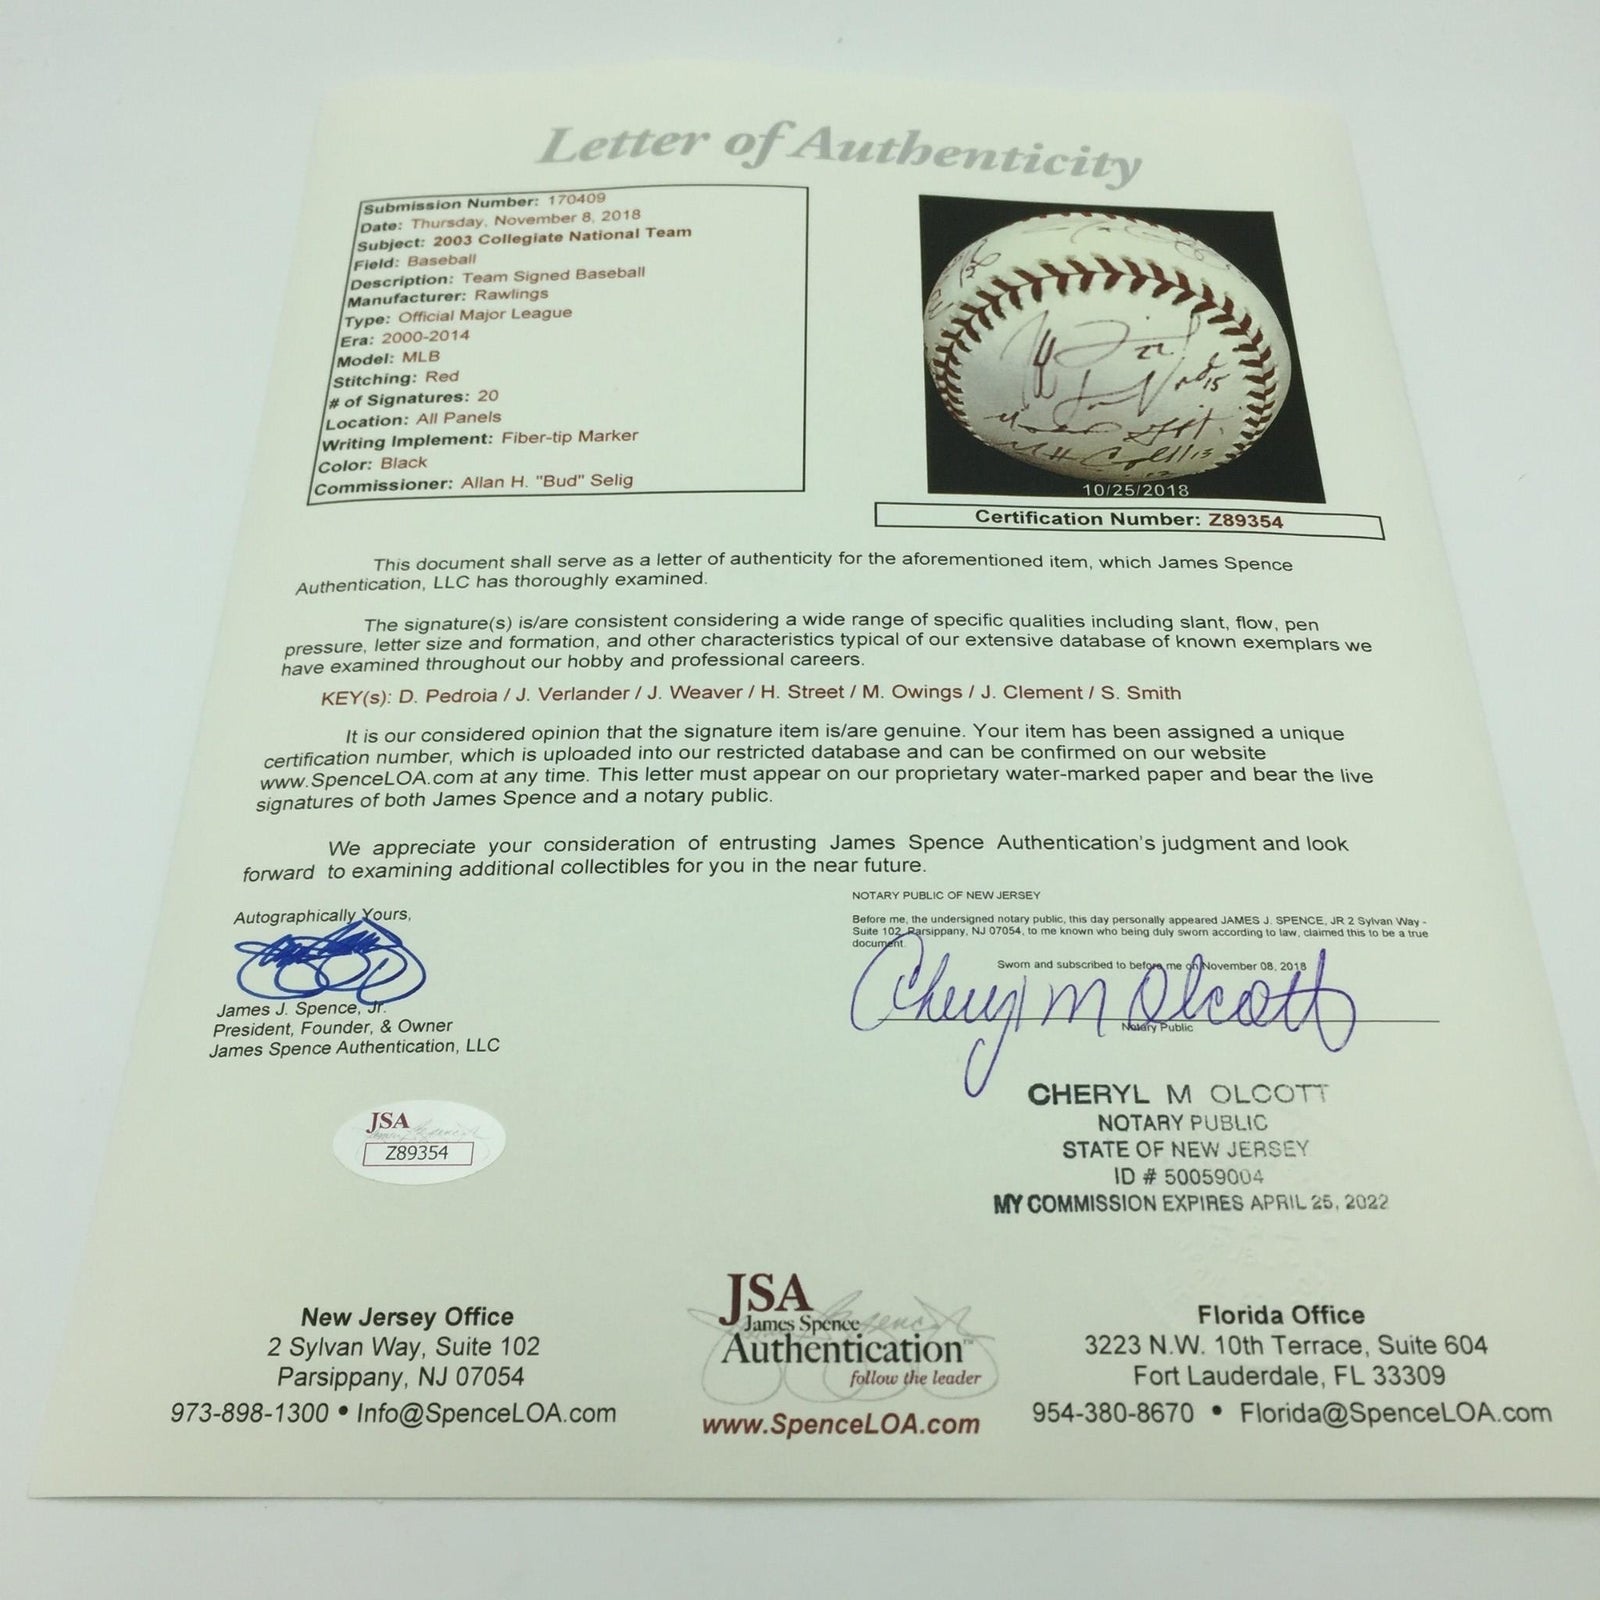 Letter of Authenticity
Submission Number: 170409
Date: Thursday, November 8, 2018
Subject: 2003 Collegiate National Team
Field: Baseball
Description: Team Signed Baseball
Manufacturer: Rawlings
Type: Official Major League
Era: 2000-2014
Model: MLB
Stitching: Red
# of Signatures: 20
Location: All Panels
Writing Implement: Fiber-tip Marker
Color: Black
Commissioner: Allan H. "Bud" Selig
22
15
13
10/25/2018
Certification Number: Z89354
This document shall serve as a letter of authenticity for the aforementioned item, which James Spence
Authentication, LLC has thoroughly examined.
The signature(s) is/are consistent considering a wide range of specific qualities including slant, flow, pen
pressure, letter size and formation, and other characteristics typical of our extensive database of known exemplars we
have examined throughout our hobby and professional careers.
KEY(s): D. Pedroia / J. Verlander / J. Weaver / H. Street / M. Owings / J. Clement / S. Smith
It is our considered opinion that the signature item is/are genuine. Your item has been assigned a unique
certification number, which is uploaded into our restricted database and can be confirmed on our website
www.SpenceLOA.com at any time. This letter must appear on our proprietary water-marked paper and bear the live
signatures of both James Spence and a notary public.
We appreciate your consideration of entrusting James Spence Authentication's judgment and look
forward to examining additional collectibles for you in the near future.
Autographically Yours,
James J. Spence, Jr.
President, Founder, & Owner
James Spence Authentication, LLC
NOTARY PUBLIC OF NEW JERSEY
Before me, the undersigned notary public, this day personally appeared JAMES J. SPENCE, JR 2 Sylvan Way -
Suite 102, Parsippany, NJ 07054, to me known who being duly sworn according to law, claimed this to be a true
document.
Sworn and subscribed to before me on November 08, 2018
Cheryl M Olcott
Notary Public
CHERYL M OLCOTT
NOTARY PUBLIC
STATE OF NEW JERSEY
ID # 50059004
MY COMMISSION EXPIRES APRIL 25, 2022
JSA
Z89354
New Jersey Office
2 Sylvan Way, Suite 102
Parsippany, NJ 07054
973-898-1300 • Info@SpenceLOA.com
JSA
James Spence
Authentication™
follow the leader
www.SpenceLOA.com
Florida Office
3223 N.W. 10th Terrace, Suite 604
Fort Lauderdale, FL 33309
954-380-8670 • Florida@SpenceLOA.com